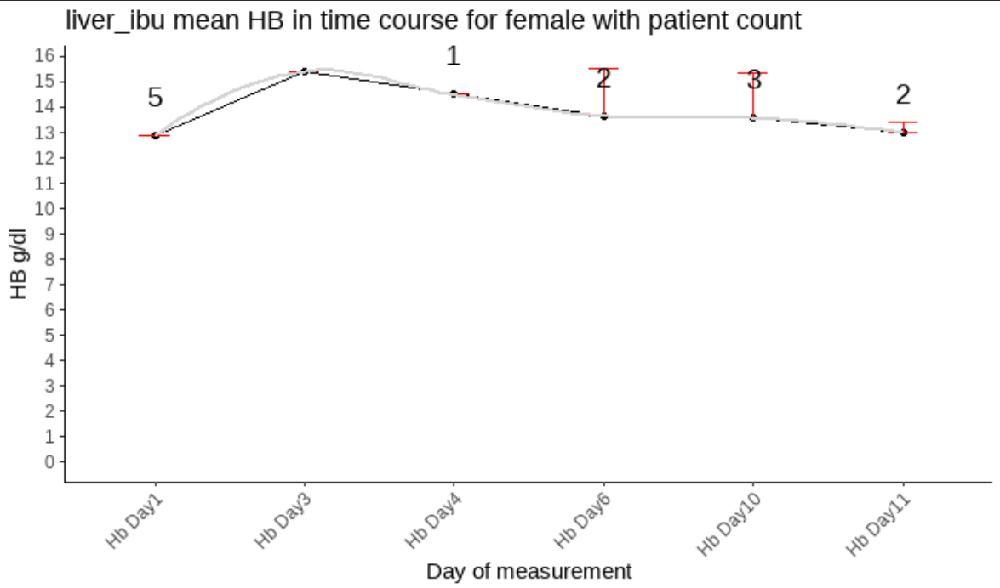 liver_ibu mean HB in time course for female with patient count
16
15
14
13
12
11
10
9
8
7
6
5
4
3
2
1
0
HB g/dl
5
1
2
3
2
Hb Day1
Hb Day3
Hb Day4
Hb Day6
Hb Day10
Hb Day11
Day of measurement